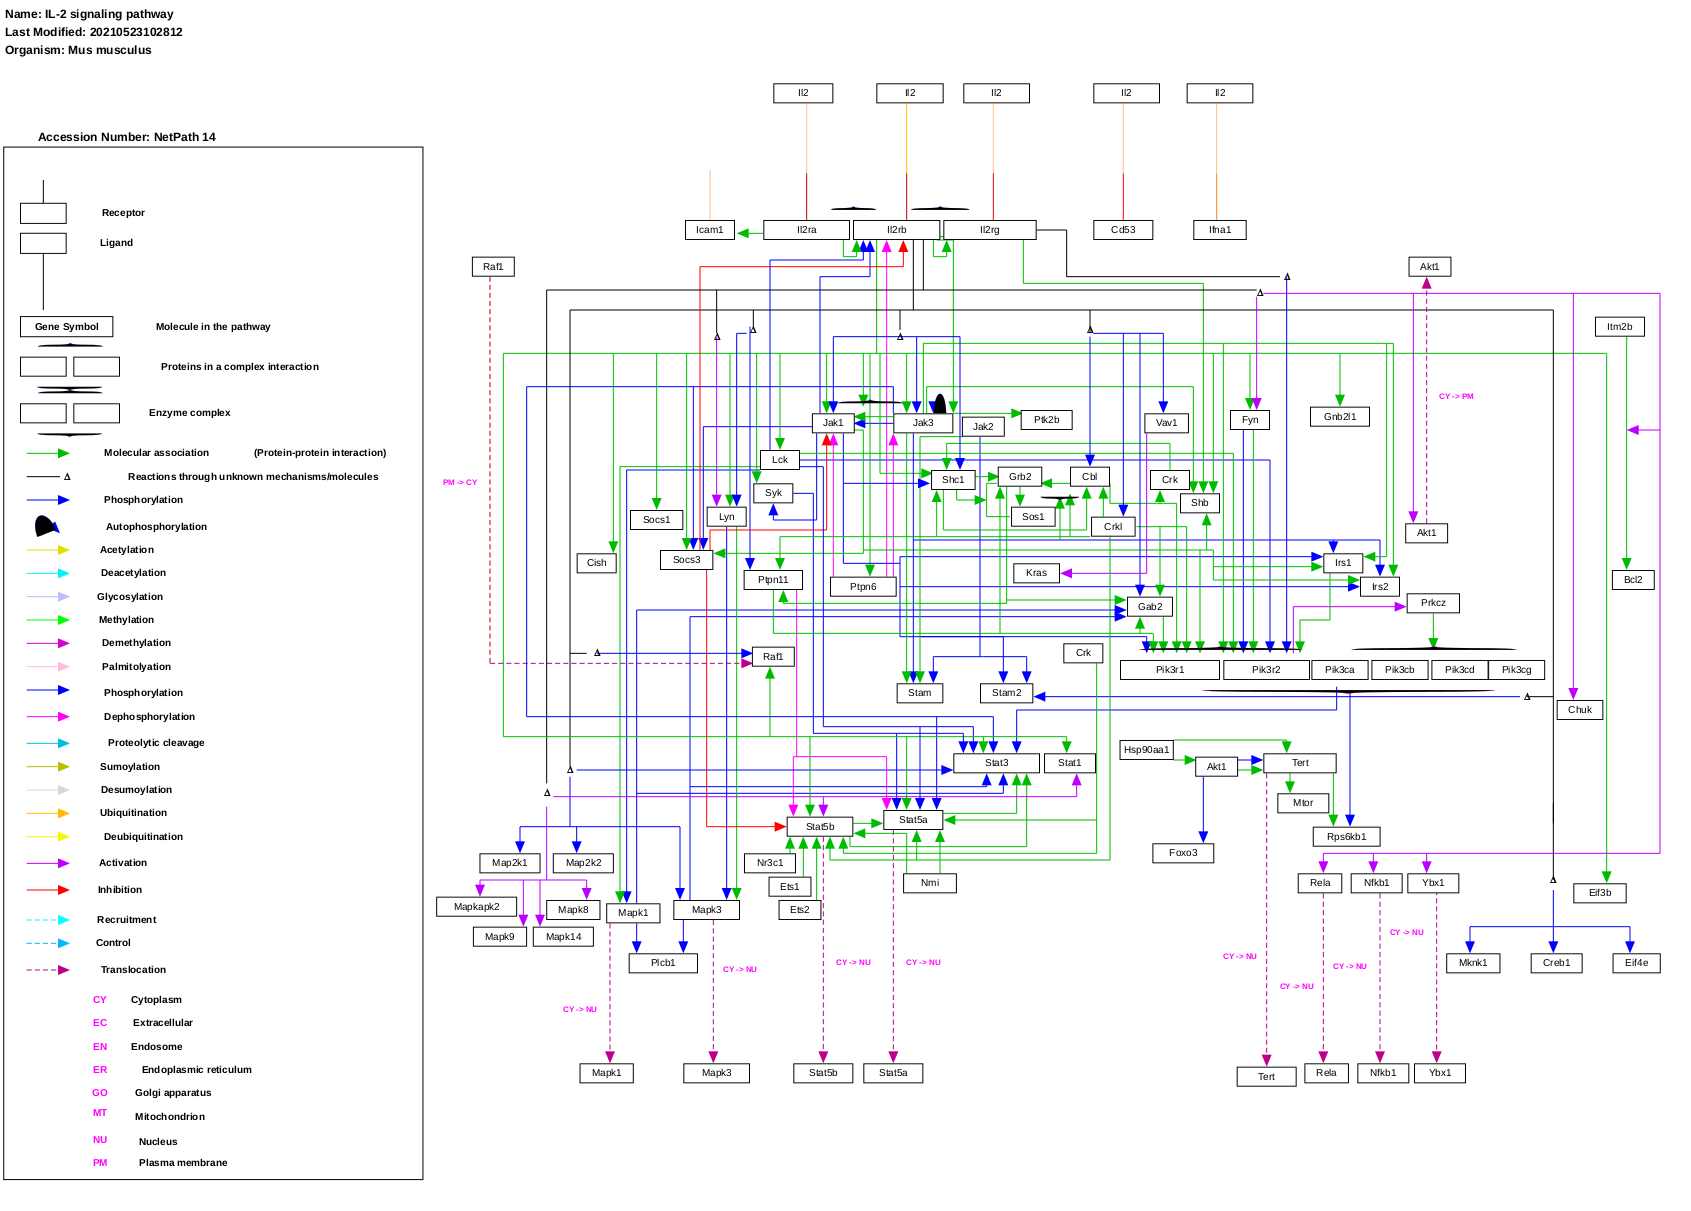 Name: IL-2 signaling pathway
Last Modified: 20210523102812
Organism: Mus musculus
Il2 Il2 Il2 Il2 Il2
Accession Number: NetPath 14
Receptor
Ligand
Gene Symbol Molecule in the pathway
Proteins in a complex interaction
Enzyme complex
Molecular association (Protein-protein interaction)
Reactions through unknown mechanisms/molecules
Phosphorylation
Autophosphorylation
Acetylation
Deacetylation
Glycosylation
Methylation
Demethylation
Palmitolyation
Phosphorylation
Dephosphorylation
Proteolytic cleavage
Sumoylation
Desumoylation
Ubiquitination
Deubiquitination
Activation
Inhibition
Recruitment
Control
Translocation
CY Cytoplasm
EC Extracellular
EN Endosome
ER Endoplasmic reticulum
GO Golgi apparatus
MT Mitochondrion
NU Nucleus
PM Plasma membrane
Icam1 Il2ra Il2rb Il2rg Cd53 Ifna1
Raf1 Akt1
Itm2b
CY -> PM
Jak1 Jak3 Jak2 Ptk2b Vav1 Fyn Gnb2l1
Lck
PM -> CY
Syk Shc1 Grb2 Cbl Crk
Shb
Socs1 Lyn Sos1 Crkl Akt1
Cish Socs3 Irs1
Ptpn11 Ptpn6 Kras Irs2 Bcl2
Gab2 Prkcz
Raf1 Crk
Pik3r1 Pik3r2 Pik3ca Pik3cb Pik3cd Pik3cg
Stam Stam2
Chuk
Hsp90aa1
Stat3 Stat1 Akt1 Tert
Mtor
Stat5b Stat5a Rps6kb1
Map2k1 Map2k2 Nr3c1 Foxo3
Ets1 Nmi Rela Nfkb1 Ybx1
Eif3b
Mapkapk2 Mapk8 Mapk1 Mapk3 Ets2
Mapk9 Mapk14
CY -> NU
Plcb1 Mknk1 Creb1 Eif4e
CY -> NU CY -> NU CY -> NU CY -> NU CY -> NU
CY -> NU
CY -> NU
Mapk1 Mapk3 Stat5b Stat5a Tert Rela Nfkb1 Ybx1